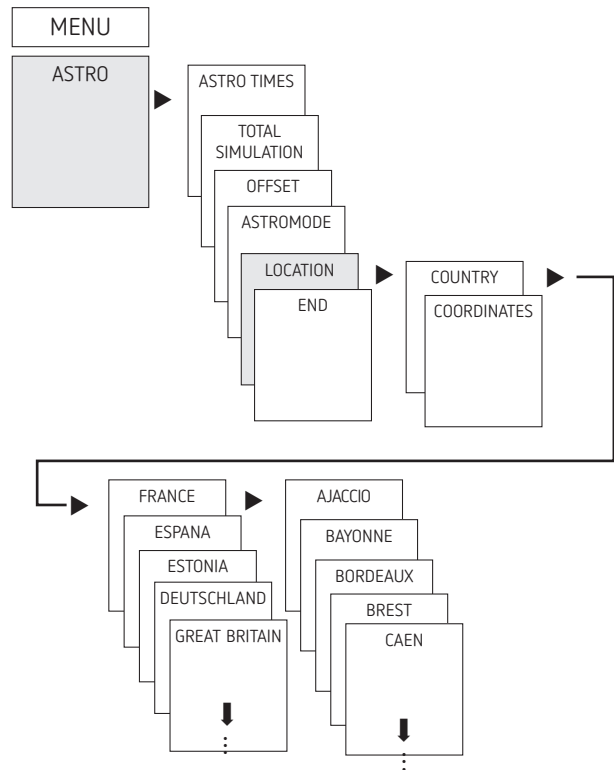 MENU
ASTRO
ASTRO TIMES
TOTAL
SIMULATION
OFFSET
ASTROMODE
LOCATION
END
COUNTRY
COORDINATES
FRANCE
ESPANA
ESTONIA
DEUTSCHLAND
GREAT BRITAIN
AJACCIO
BAYONNE
BORDEAUX
BREST
CAEN